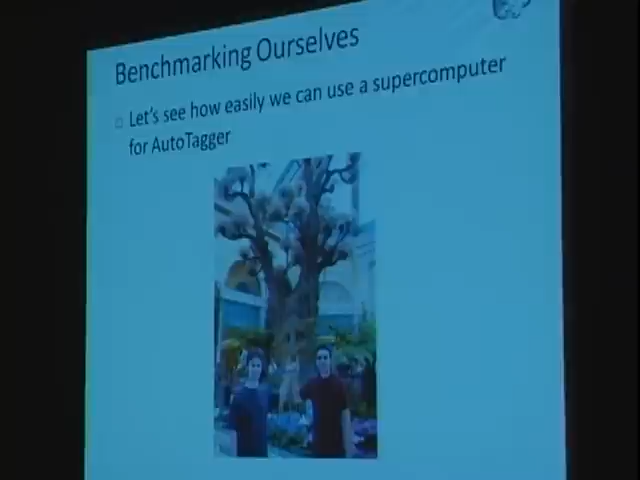 Benchmarking Ourselves
Let's see how easily we can use a supercomputer
for AutoTagger